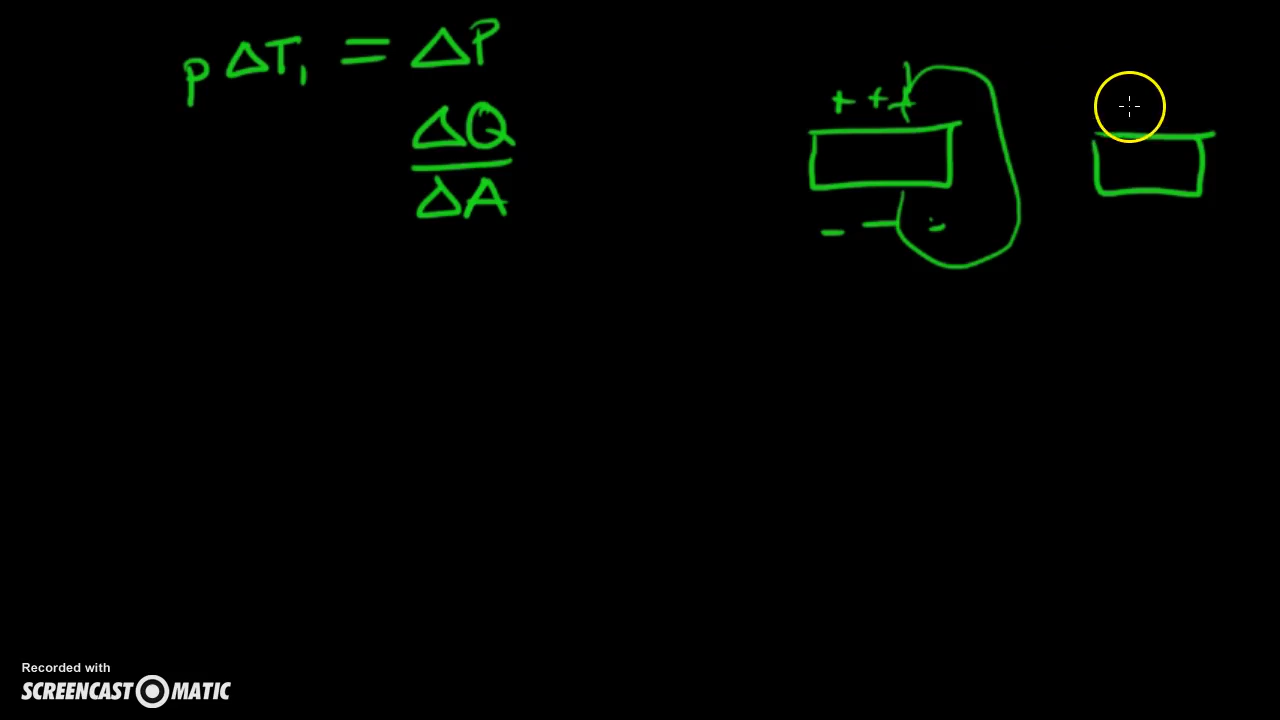 p ΔT₁ = ΔP
ΔQ
ΔA
+ + +
- - -
Recorded with
SCREENCAST MATIC